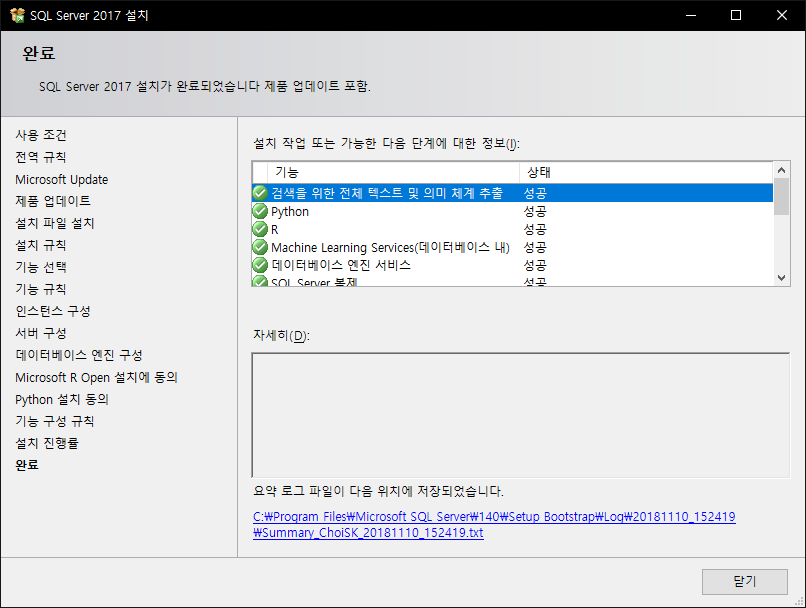 SQL Server 2017 설치
완료
SQL Server 2017 설치가 완료되었습니다 제품 업데이트 포함.
사용 조건
전역 규칙
Microsoft Update
제품 업데이트
설치 파일 설치
설치 규칙
기능 선택
기능 규칙
인스턴스 구성
서버 구성
데이터베이스 엔진 구성
Microsoft R Open 설치에 동의
Python 설치 동의
기능 구성 규칙
설치 진행률
완료
설치 작업 또는 가능한 다음 단계에 대한 정보(I):
기능 상태
검색을 위한 전체 텍스트 및 의미 체계 추출 성공
Python 성공
R 성공
Machine Learning Services(데이터베이스 내) 성공
데이터베이스 엔진 서비스 성공
SQL Server 복제 성공
자세히(D):
요약 로그 파일이 다음 위치에 저장되었습니다.
C:₩Program Files₩Microsoft SQL Server₩140₩Setup Bootstrap₩Log₩20181110_152419
₩Summary_ChoiSK_20181110_152419.txt
닫기